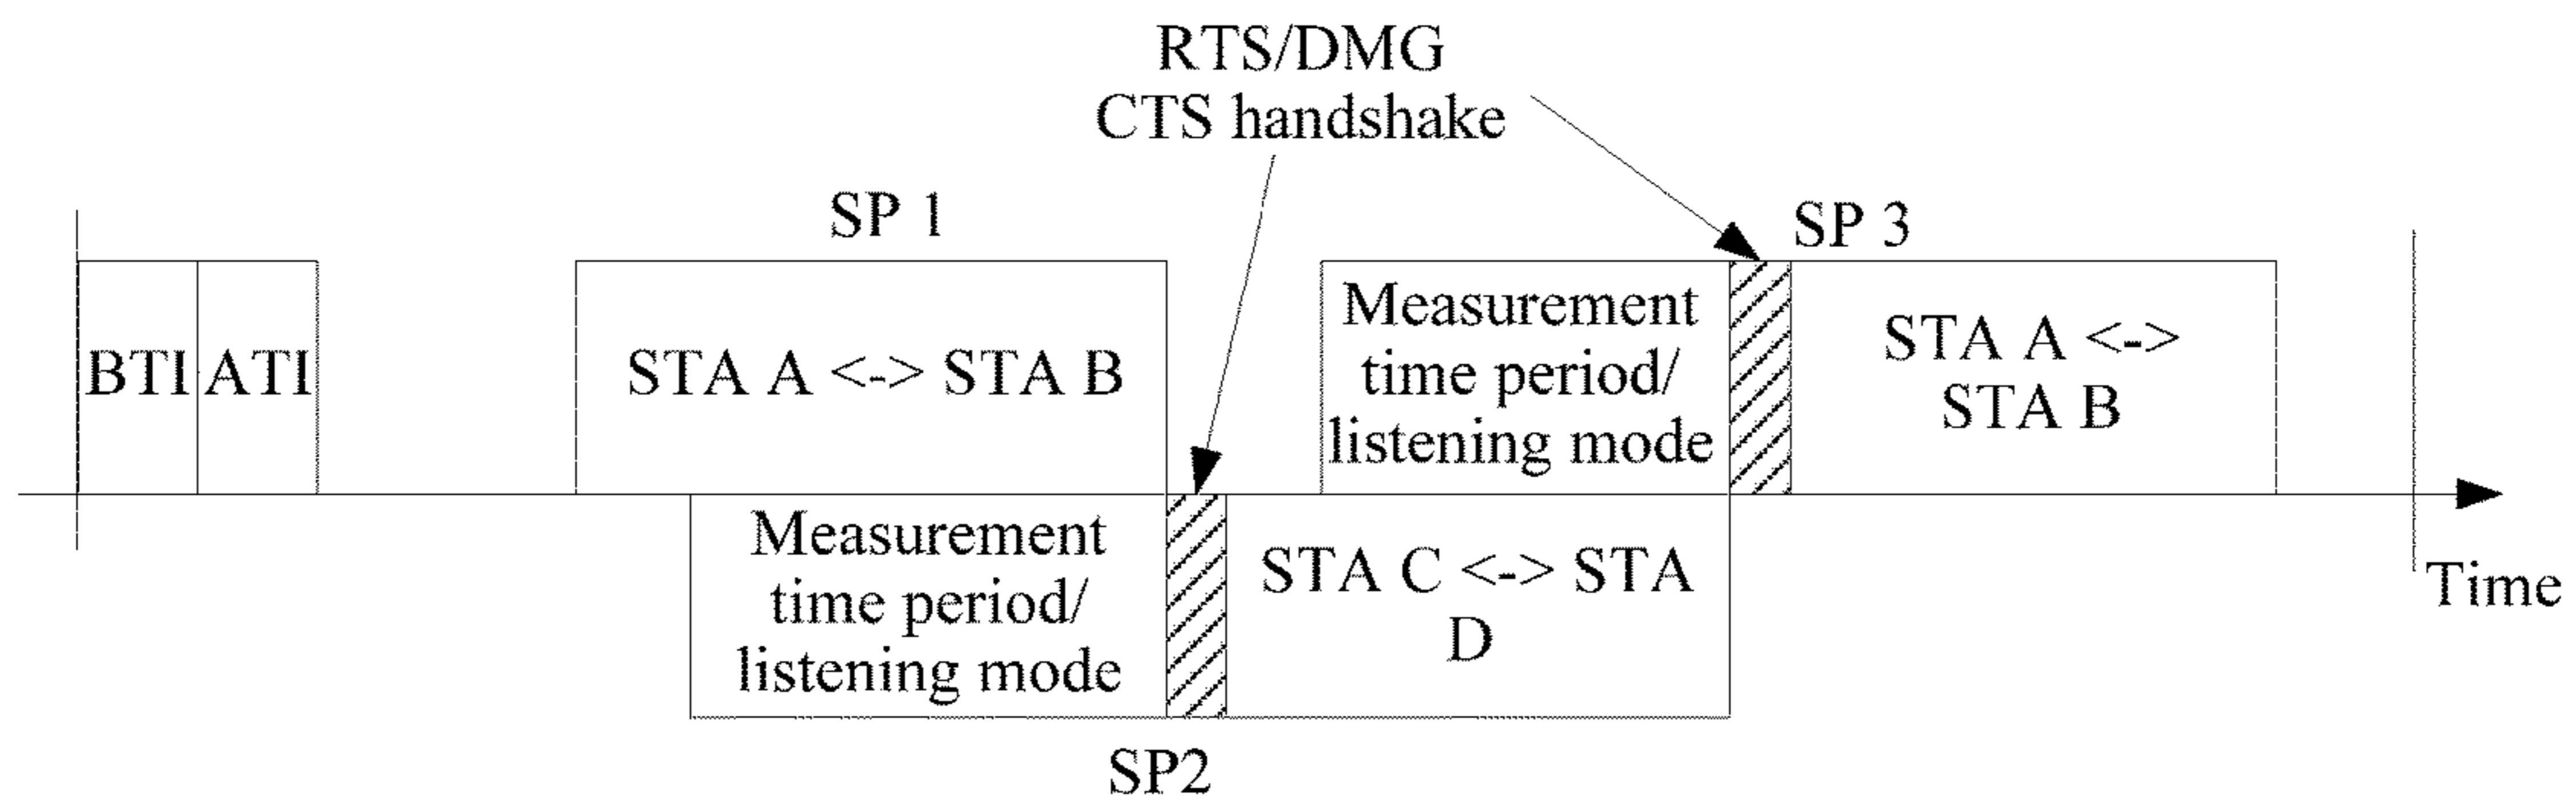 RTS/DMG
CTS handshake
SP 1
SP 3
BTI
ATI
STA A <-> STA B
Measurement
time period/
listening mode
STA A <->
STA B
Measurement
time period/
listening mode
STA C <-> STA
D
Time
SP2